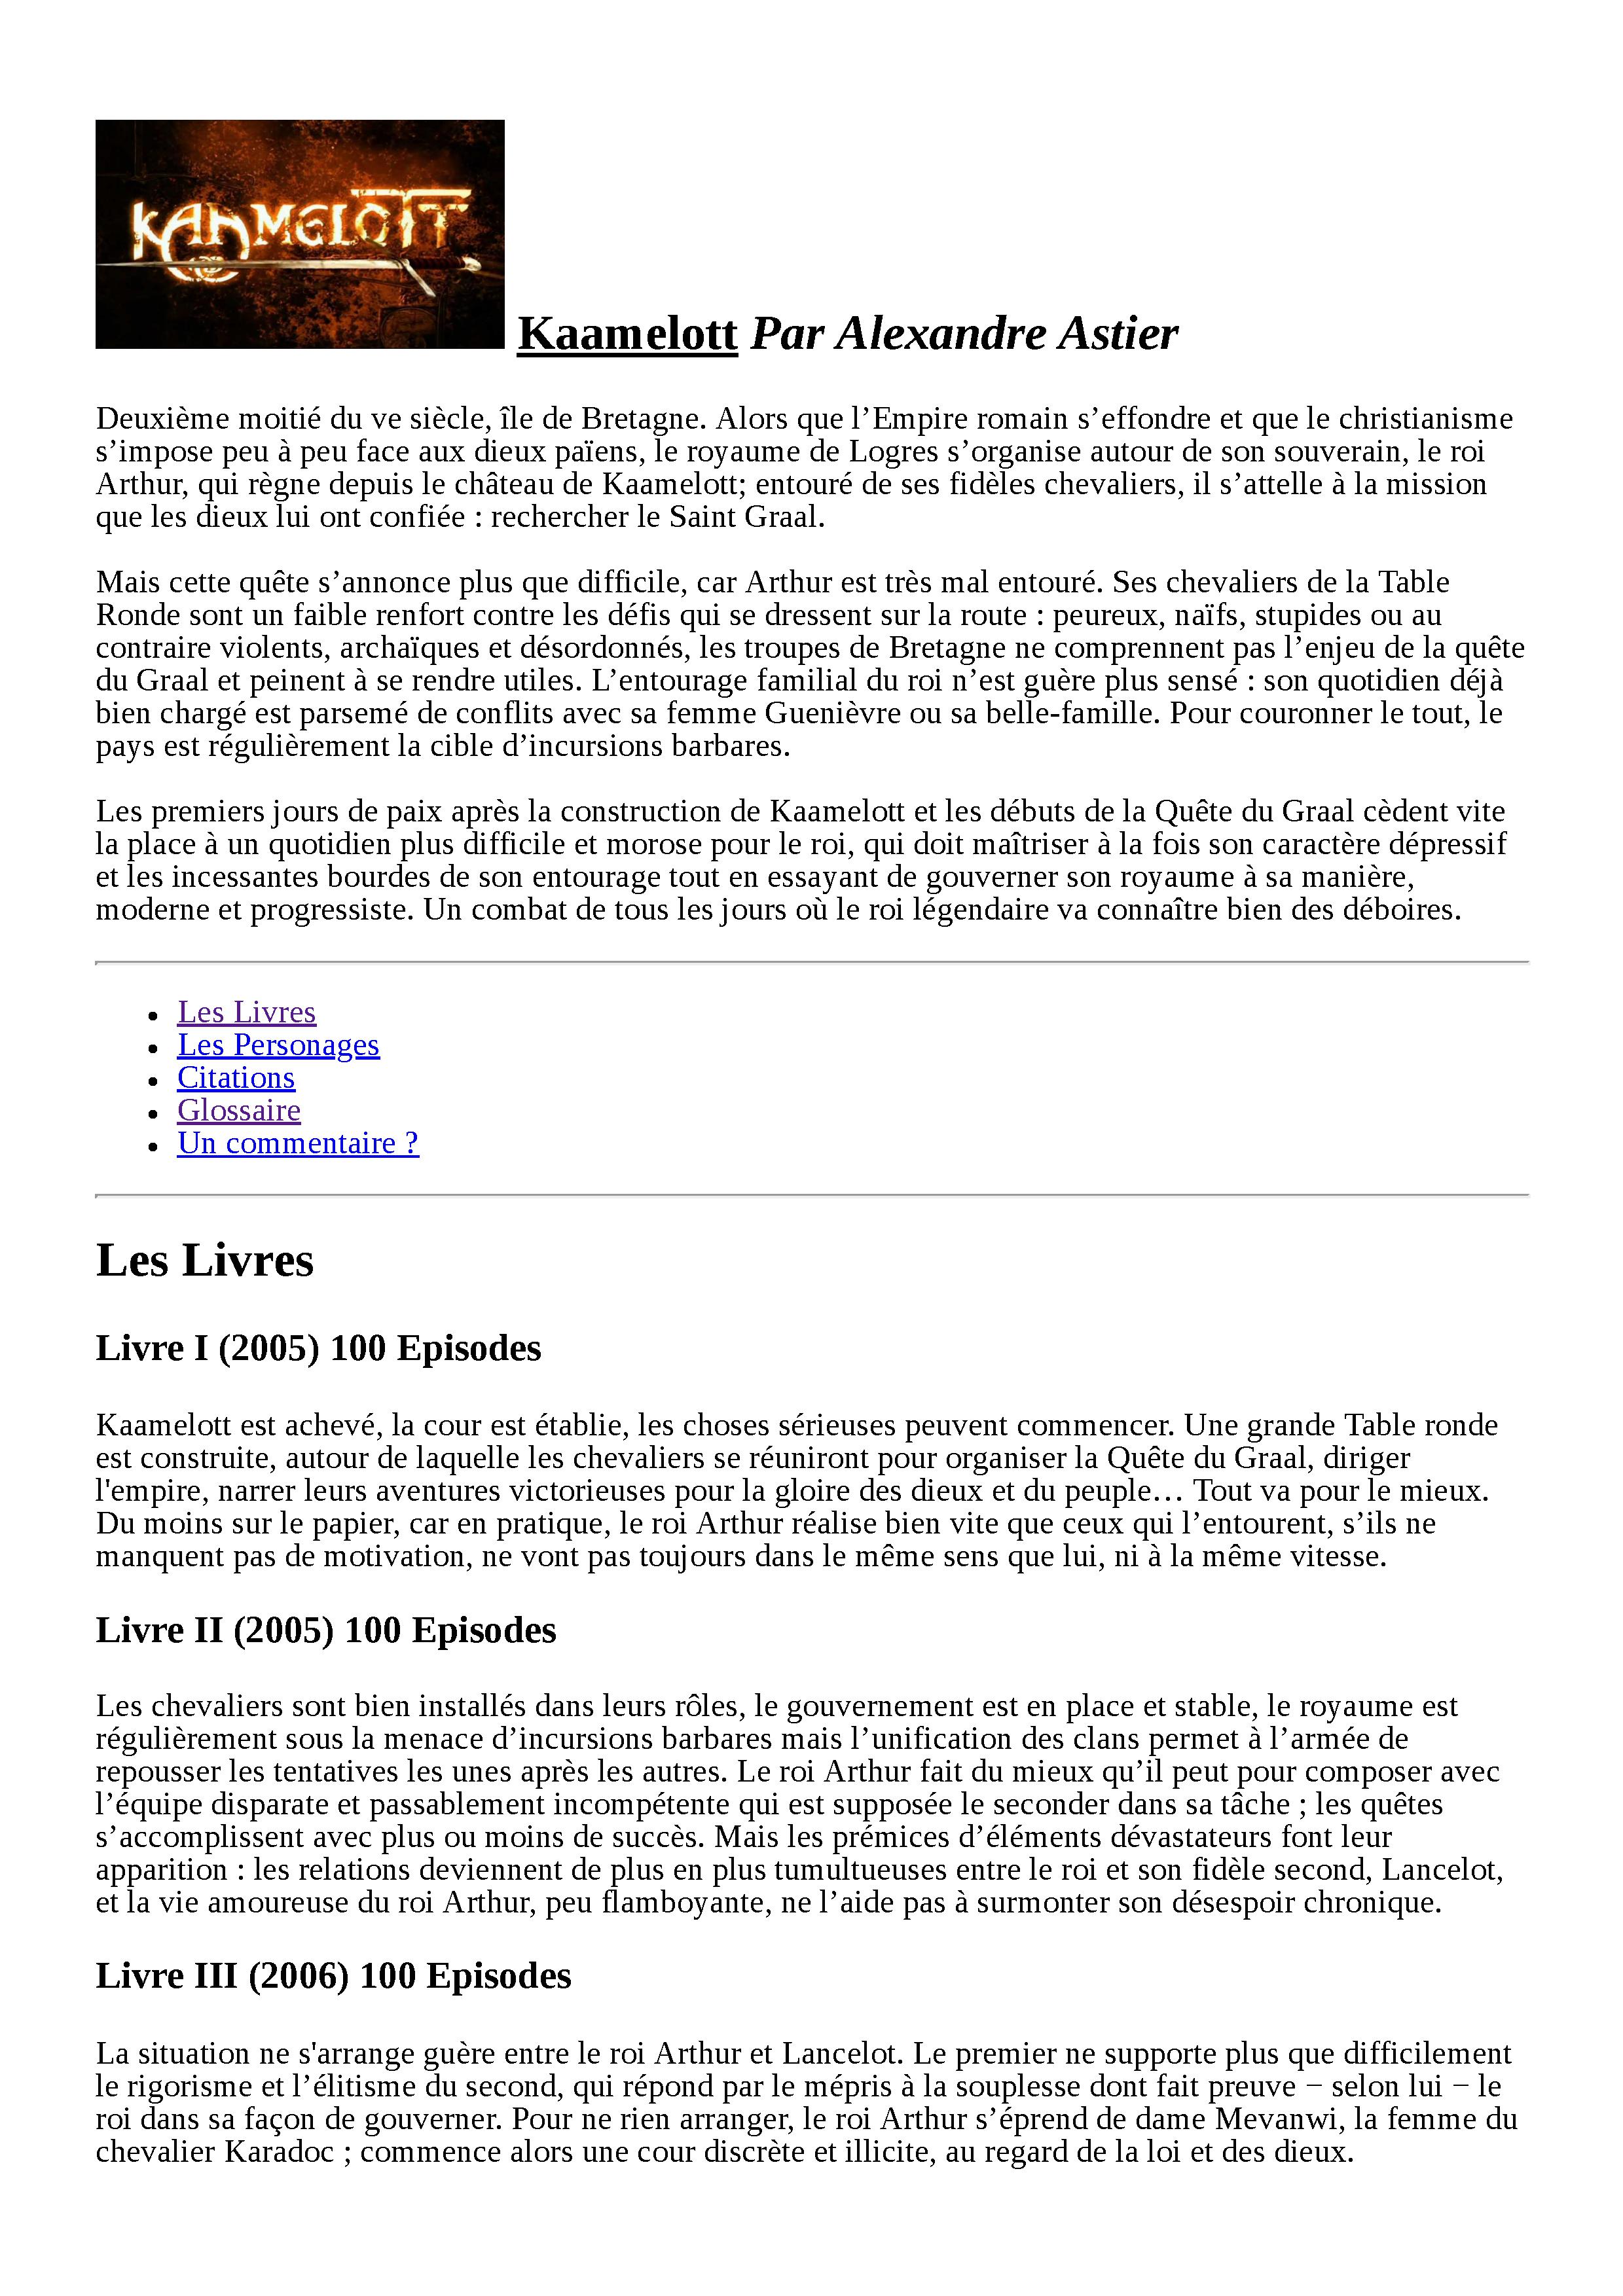 KAAMELOTT
Kaamelott Par Alexandre Astier
Deuxième moitié du ve siècle, île de Bretagne. Alors que l’Empire romain s’effondre et que le christianisme
s’impose peu à peu face aux dieux païens, le royaume de Logres s’organise autour de son souverain, le roi
Arthur, qui règne depuis le château de Kaamelott; entouré de ses fidèles chevaliers, il s’attelle à la mission
que les dieux lui ont confiée : rechercher le Saint Graal.
Mais cette quête s’annonce plus que difficile, car Arthur est très mal entouré. Ses chevaliers de la Table
Ronde sont un faible renfort contre les défis qui se dressent sur la route : peureux, naïfs, stupides ou au
contraire violents, archaïques et désordonnés, les troupes de Bretagne ne comprennent pas l’enjeu de la quête
du Graal et peinent à se rendre utiles. L’entourage familial du roi n’est guère plus sensé : son quotidien déjà
bien chargé est parsemé de conflits avec sa femme Guenièvre ou sa belle-famille. Pour couronner le tout, le
pays est régulièrement la cible d’incursions barbares.
Les premiers jours de paix après la construction de Kaamelott et les débuts de la Quête du Graal cèdent vite
la place à un quotidien plus difficile et morose pour le roi, qui doit maîtriser à la fois son caractère dépressif
et les incessantes bourdes de son entourage tout en essayant de gouverner son royaume à sa manière,
moderne et progressiste. Un combat de tous les jours où le roi légendaire va connaître bien des déboires.
• Les Livres
• Les Personages
• Citations
• Glossaire
• Un commentaire ?
Les Livres
Livre I (2005) 100 Episodes
Kaamelott est achevé, la cour est établie, les choses sérieuses peuvent commencer. Une grande Table ronde
est construite, autour de laquelle les chevaliers se réuniront pour organiser la Quête du Graal, diriger
l'empire, narrer leurs aventures victorieuses pour la gloire des dieux et du peuple… Tout va pour le mieux.
Du moins sur le papier, car en pratique, le roi Arthur réalise bien vite que ceux qui l’entourent, s’ils ne
manquent pas de motivation, ne vont pas toujours dans le même sens que lui, ni à la même vitesse.
Livre II (2005) 100 Episodes
Les chevaliers sont bien installés dans leurs rôles, le gouvernement est en place et stable, le royaume est
régulièrement sous la menace d’incursions barbares mais l’unification des clans permet à l’armée de
repousser les tentatives les unes après les autres. Le roi Arthur fait du mieux qu’il peut pour composer avec
l’équipe disparate et passablement incompétente qui est supposée le seconder dans sa tâche ; les quêtes
s’accomplissent avec plus ou moins de succès. Mais les prémices d’éléments dévastateurs font leur
apparition : les relations deviennent de plus en plus tumultueuses entre le roi et son fidèle second, Lancelot,
et la vie amoureuse du roi Arthur, peu flamboyante, ne l’aide pas à surmonter son désespoir chronique.
Livre III (2006) 100 Episodes
La situation ne s'arrange guère entre le roi Arthur et Lancelot. Le premier ne supporte plus que difficilement
le rigorisme et l’élitisme du second, qui répond par le mépris à la souplesse dont fait preuve − selon lui − le
roi dans sa façon de gouverner. Pour ne rien arranger, le roi Arthur s’éprend de dame Mevanwi, la femme du
chevalier Karadoc ; commence alors une cour discrète et illicite, au regard de la loi et des dieux.